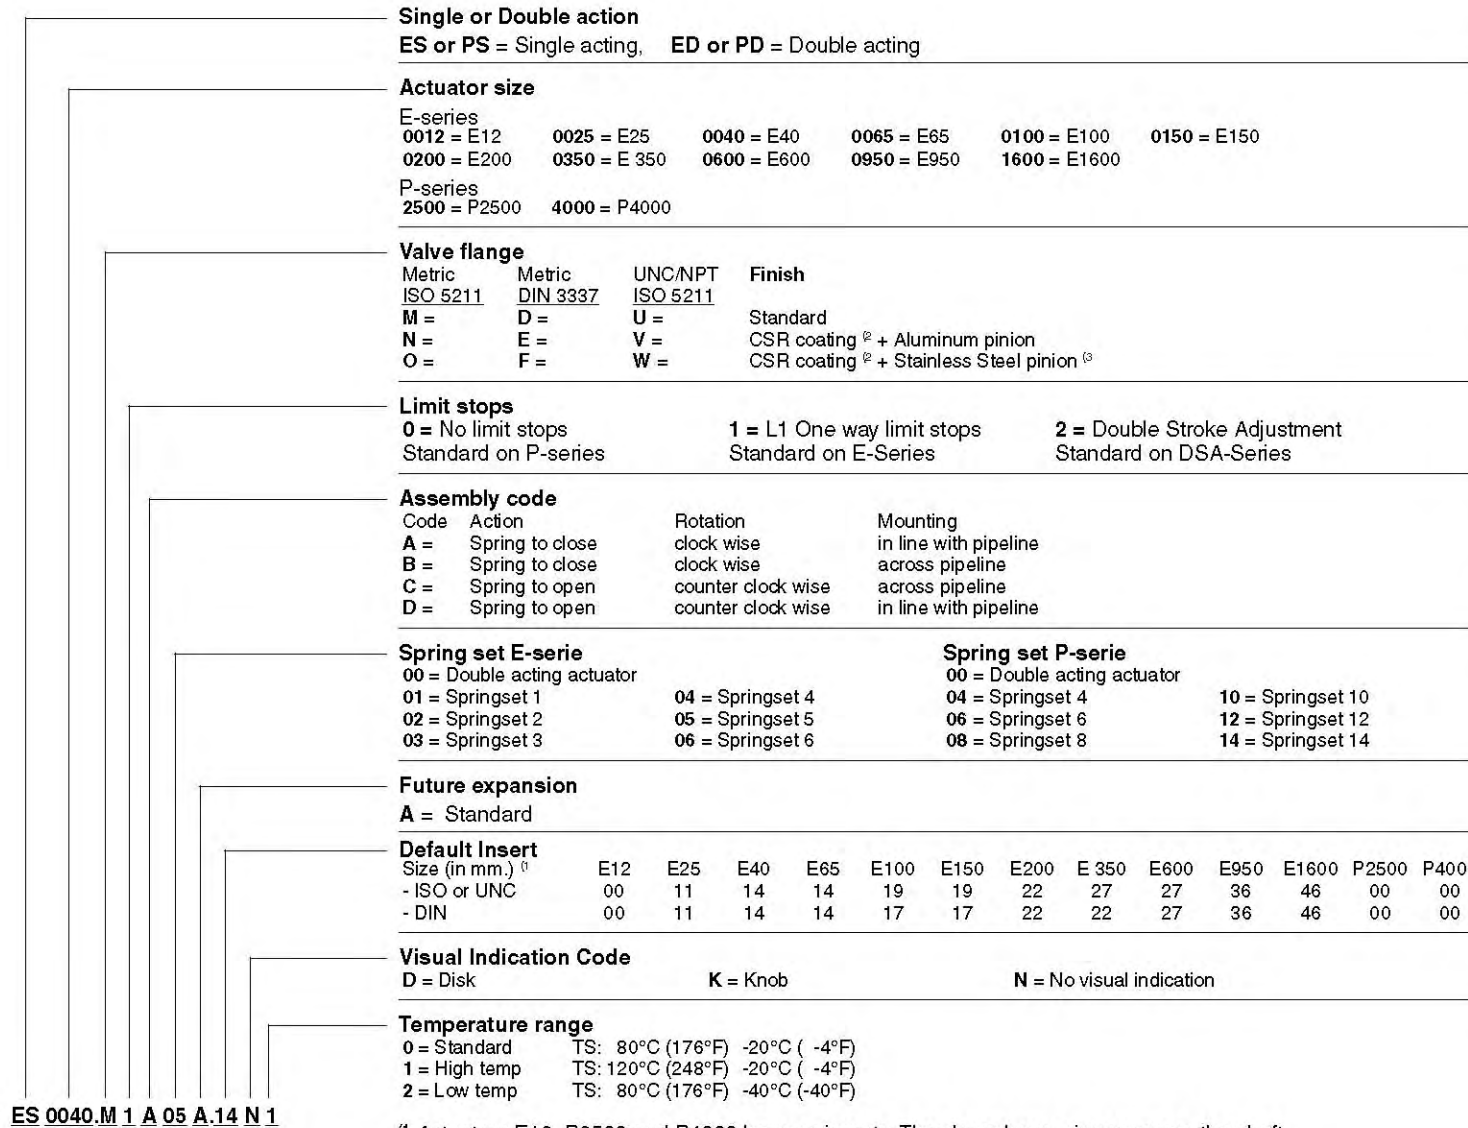 Single or Double action
ES or PS = Single acting, ED or PD = Double acting
Actuator size
E-series
0012 = E12 0025 = E25 0040 = E40 0065 = E65 0100 = E100 0150 = E150
0200 = E200 0350 = E 350 0600 = E600 0950 = E950 1600 = E1600
P-series
2500 = P2500 4000 = P4000
Valve flange
Metric Metric UNC/NPT Finish
ISO 5211 DIN 3337 ISO 5211
M = D = U = Standard
N = E = V = CSR coating (2 + Aluminum pinion
O = F = W = CSR coating (2 + Stainless Steel pinion (3
Limit stops
0 = No limit stops 1 = L1 One way limit stops 2 = Double Stroke Adjustment
Standard on P-series Standard on E-Series Standard on DSA-Series
Assembly code
Code Action Rotation Mounting
A = Spring to close clock wise in line with pipeline
B = Spring to close clock wise across pipeline
C = Spring to open counter clock wise across pipeline
D = Spring to open counter clock wise in line with pipeline
Spring set E-serie Spring set P-serie
00 = Double acting actuator 00 = Double acting actuator
01 = Springset 1 04 = Springset 4 04 = Springset 4 10 = Springset 10
02 = Springset 2 05 = Springset 5 06 = Springset 6 12 = Springset 12
03 = Springset 3 06 = Springset 6 08 = Springset 8 14 = Springset 14
Future expansion
A = Standard
Default Insert
Size (in mm.) (1 E12 E25 E40 E65 E100 E150 E200 E 350 E600 E950 E1600 P2500 P400
- ISO or UNC 00 11 14 14 19 19 22 27 27 36 46 00 00
- DIN 00 11 14 14 17 17 22 22 27 36 46 00 00
Visual Indication Code
D = Disk K = Knob N = No visual indication
Temperature range
0 = Standard TS: 80°C (176°F) -20°C ( -4°F)
1 = High temp TS: 120°C (248°F) -20°C ( -4°F)
2 = Low temp TS: 80°C (176°F) -40°C (-40°F)
ES 0040.M 1 A 05 A.14 N 1